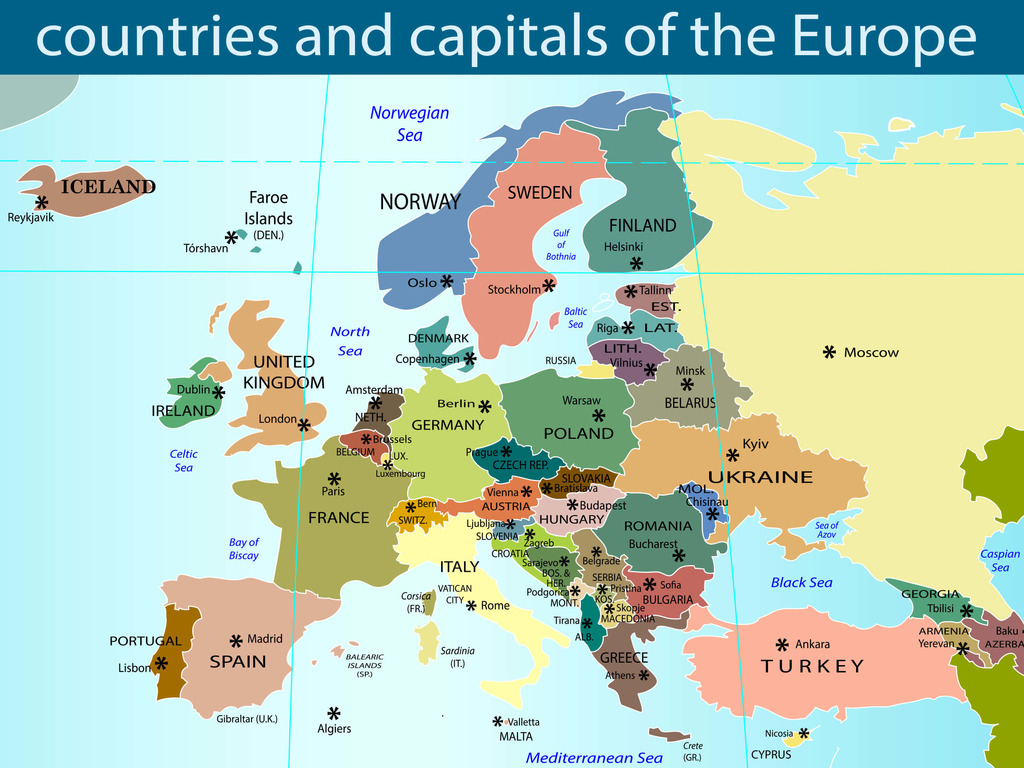 countries and capitals of the Europe
Norwegian
Sea
ICELAND
Reykjavik
Faroe
Islands
(DEN.)
Tórshavn
NORWAY
SWEDEN
FINLAND
Helsinki
Gulf
of
Bothnia
Oslo
Stockholm
Tallinn
EST.
Baltic
Sea
Riga
LAT.
North
Sea
DENMARK
Copenhagen
LITH.
Vilnius
RUSSIA
Moscow
UNITED
KINGDOM
Minsk
BELARUS
Dublin
IRELAND
London
Amsterdam
NETH.
Berlin
GERMANY
Warsaw
POLAND
Brussels
BELGIUM
LUX.
Luxembourg
Prague
CZECH REP.
Kyiv
UKRAINE
Celtic
Sea
Paris
FRANCE
SLOVAKIA
Bratislava
Vienna
AUSTRIA
MOL.
Chisinau
Bern
SWITZ.
Budapest
HUNGARY
ROMANIA
Bucharest
Ljubljana
SLOVENIA
Zagreb
CROATIA
Sea of
Azov
Bay of
Biscay
ITALY
Sarajevo
BOS. &
HER.
Belgrade
SERBIA
Caspian
Sea
Black Sea
Podgorica
MONT.
Pristina
KOS.
Sofia
BULGARIA
VATICAN
CITY
Rome
Corsica
(FR.)
Skopje
MACEDONIA
Tirana
ALB.
GEORGIA
Tbilisi
ARMENIA
Yerevan
Baku
AZERBA
PORTUGAL
Lisbon
Madrid
SPAIN
BALEARIC
ISLANDS
(SP.)
Sardinia
(IT.)
GREECE
Athens
Ankara
TURKEY
Gibraltar (U.K.)
Algiers
Valletta
MALTA
Crete
(GR.)
Nicosia
CYPRUS
Mediterranean Sea